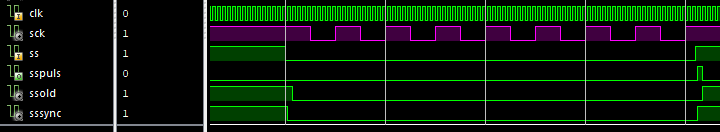 clk 0
sck 1
ss 1
sspuls 0
ssold 1
sssync 1